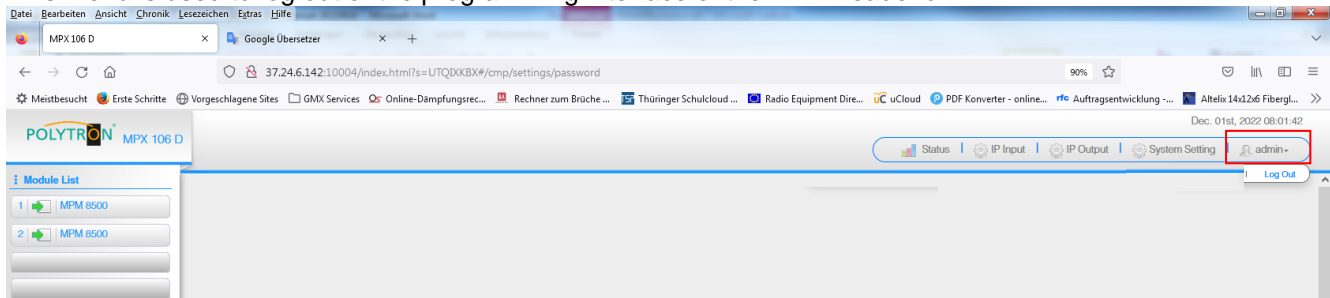 Datei Bearbeiten Ansicht Chronik Lesezeichen Extras Hilfe
MPX 106 D × Google Übersetzer × +
37.24.6.142:10004/index.html?s=UTQIXKBX#/cmp/settings/password 90%
Meistbesucht Erste Schritte Vorgeschlagene Sites GMX Services Online-Dämpfungsrec... Rechner zum Brüche ... Thüringer Schulcloud ... Radio Equipment Dire... uCloud PDF Konverter - online... rfc Auftragsentwicklung -... Altelix 14x12x6 Fibergl...
Dec. 01st, 2022 08:01:42
POLYTRON MPX 106 D
Status | IP Input | IP Output | System Setting | admin
Log Out
Module List
1 MPM 8500
2 MPM 8500